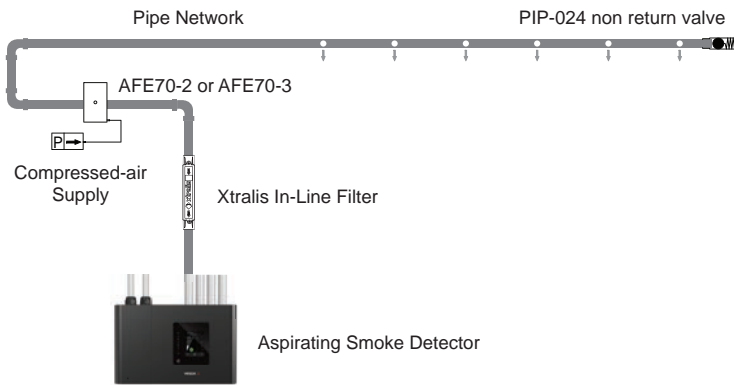 Pipe Network
PIP-024 non return valve
AFE70-2 or AFE70-3
P
Compressed-air
Supply
xtralis
Xtralis In-Line Filter
Aspirating Smoke Detector